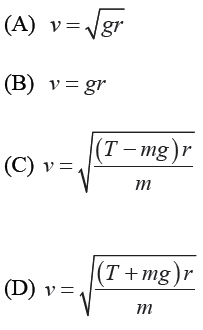 (A) v = √gr
(B) v = gr
(C) v = √((T − mg)r / m)
(D) v = √((T + mg)r / m)